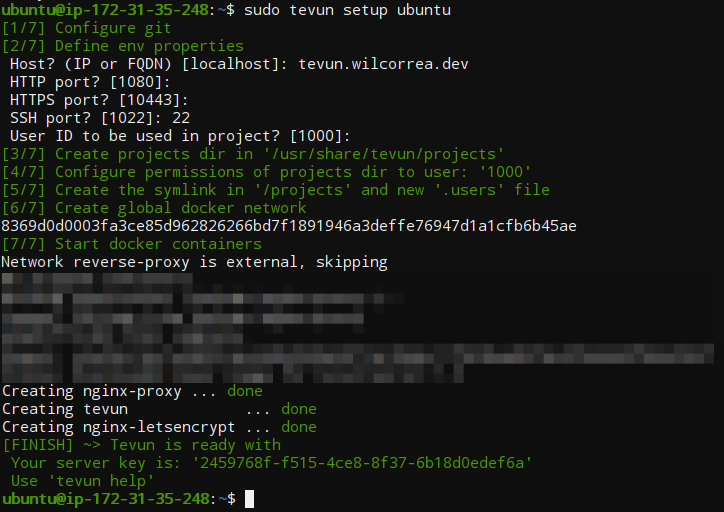 ubuntu@ip-172-31-35-248:~$ sudo tevun setup ubuntu
[1/7] Configure git
[2/7] Define env properties
Host? (IP or FQDN) [localhost]: tevun.wilcorrea.dev
HTTP port? [1080]:
HTTPS port? [10443]:
SSH port? [1022]: 22
User ID to be used in project? [1000]:
[3/7] Create projects dir in '/usr/share/tevun/projects'
[4/7] Configure permissions of projects dir to user: '1000'
[5/7] Create the symlink in '/projects' and new '.users' file
[6/7] Create global docker network
8369d0d0003fa3ce85d962826266bd7f1891946a3deffe76947d1a1cfb6b45ae
[7/7] Start docker containers
Network reverse-proxy is external, skipping
Creating nginx-proxy ... done
Creating tevun ... done
Creating nginx-letsencrypt ... done
[FINISH] ~> Tevun is ready with
Your server key is: '2459768f-f515-4ce8-8f37-6b18d0edef6a'
Use 'tevun help'
ubuntu@ip-172-31-35-248:~$